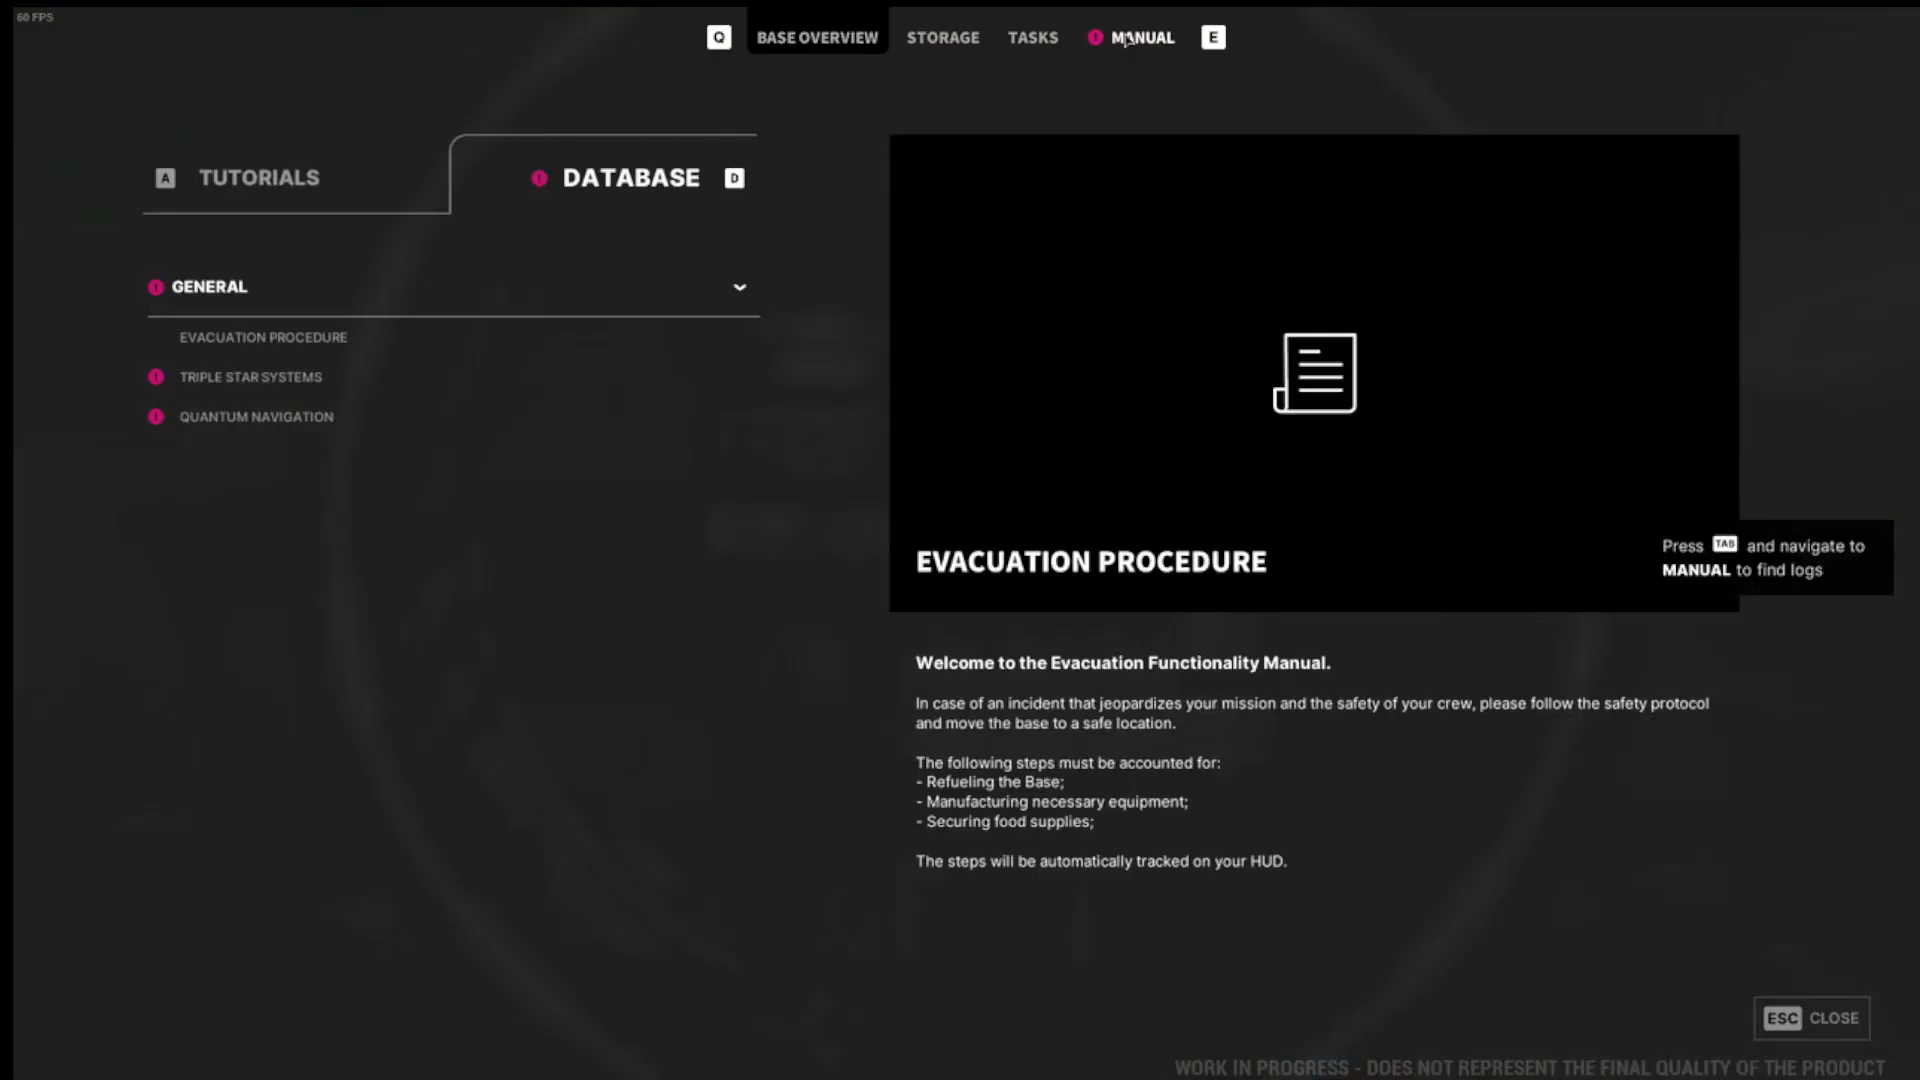 60 FPS
Q BASE OVERVIEW STORAGE TASKS ! MANUAL E
A TUTORIALS
! DATABASE D
! GENERAL
EVACUATION PROCEDURE
! TRIPLE STAR SYSTEMS
! QUANTUM NAVIGATION
EVACUATION PROCEDURE
Press TAB and navigate to
MANUAL to find logs
Welcome to the Evacuation Functionality Manual.
In case of an incident that jeopardizes your mission and the safety of your crew, please follow the safety protocol
and move the base to a safe location.
The following steps must be accounted for:
- Refueling the Base;
- Manufacturing necessary equipment;
- Securing food supplies;
The steps will be automatically tracked on your HUD.
ESC CLOSE
WORK IN PROGRESS - DOES NOT REPRESENT THE FINAL QUALITY OF THE PRODUCT